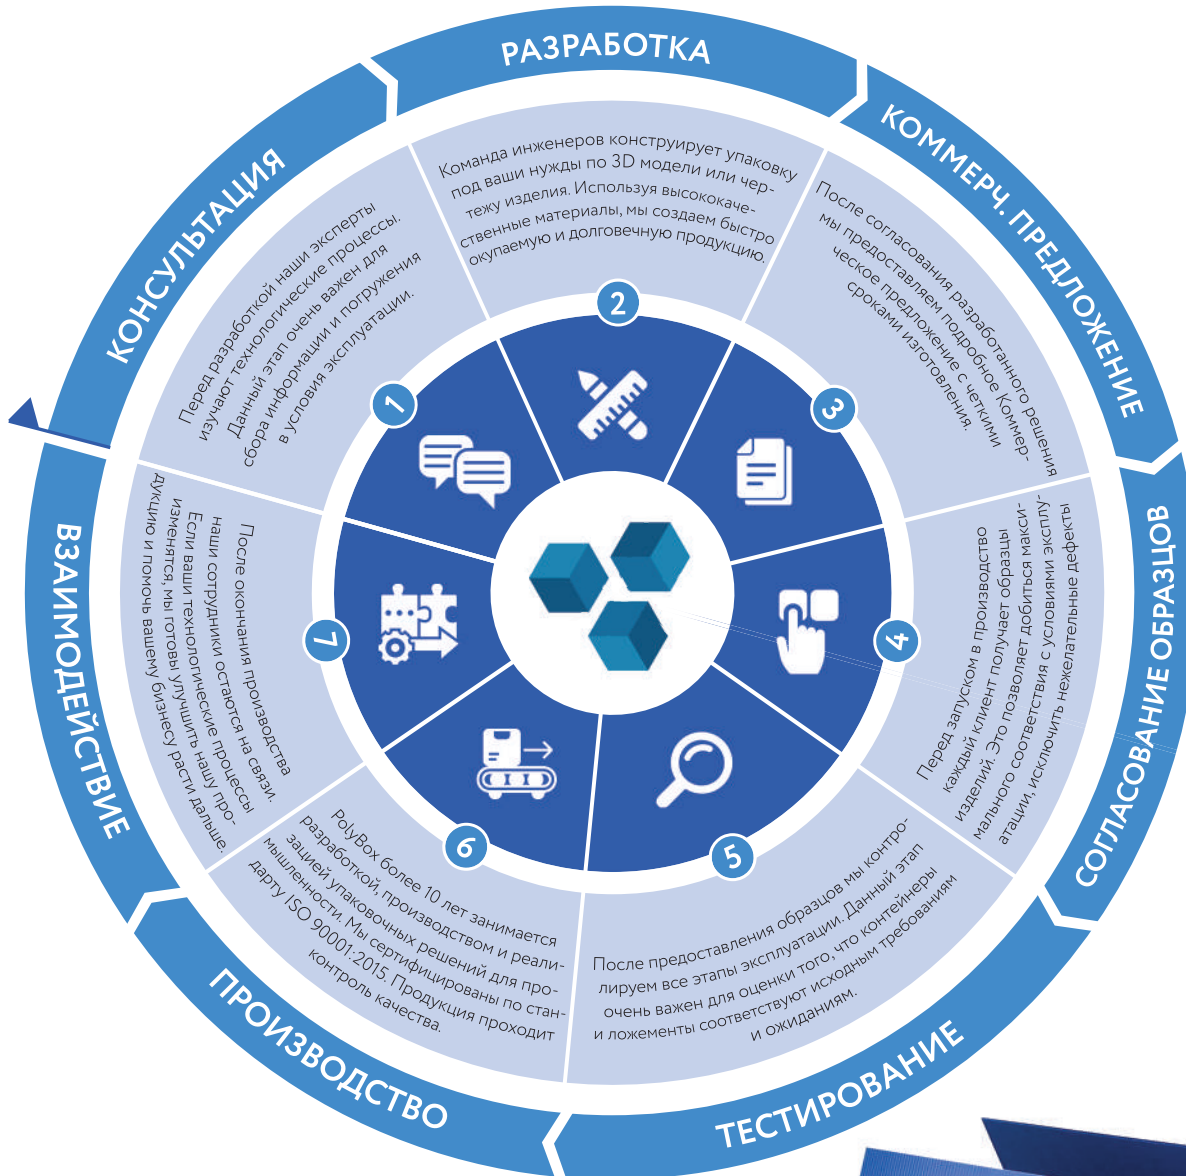 КОНСУЛЬТАЦИЯ
1
Перед разработкой наши эксперты
изучают технологические процессы.
Данный этап очень важен для
сбора информации и погружения
в условия эксплуатации.
РАЗРАБОТКА
2
Команда инженеров конструирует упаковку
под ваши нужды по 3D модели или чер-
тежу изделия. Используя высококаче-
ственные материалы, мы создаем быстро
окупаемую и долговечную продукцию.
КОММЕРЧ. ПРЕДЛОЖЕНИЕ
3
После согласования разработанного решения
мы предоставляем подробное Коммер-
ческое предложение с четкими
сроками изготовления.
СОГЛАСОВАНИЕ ОБРАЗЦОВ
4
Перед запуском в производство
каждый клиент получает образцы
изделий. Это позволяет добиться макси-
мального соответствия с условиями эксплу-
атации, исключить нежелательные дефекты
ТЕСТИРОВАНИЕ
5
После предоставления образцов мы контро-
лируем все этапы эксплуатации. Данный этап
очень важен для оценки того, что контейнеры
и ложементы соответствуют исходным требованиям
и ожиданиям.
ПРОИЗВОДСТВО
6
PolyBox более 10 лет занимается
разработкой, производством и реали-
зацией упаковочных решений для про-
мышленности. Мы сертифицированы по стан-
дарту ISO 90001:2015. Продукция проходит
контроль качества.
ВЗАИМОДЕЙСТВИЕ
7
После окончания производства
наши сотрудники остаются на связи.
Если ваши технологические процессы
изменятся, мы готовы улучшить нашу про-
дукцию и помочь вашему бизнесу расти дальше.